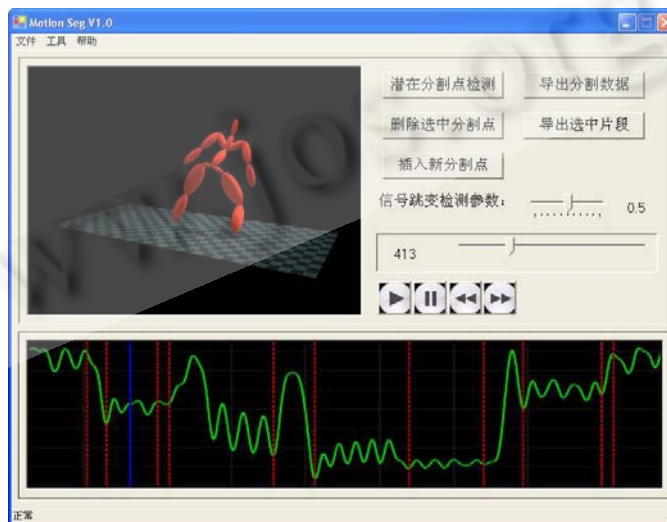 Motion Seg V1.0
文件 工具 帮助
潜在分割点检测 导出分割数据
删除选中分割点 导出选中片段
插入新分割点
信号跳变检测参数： 0.5
413
正常